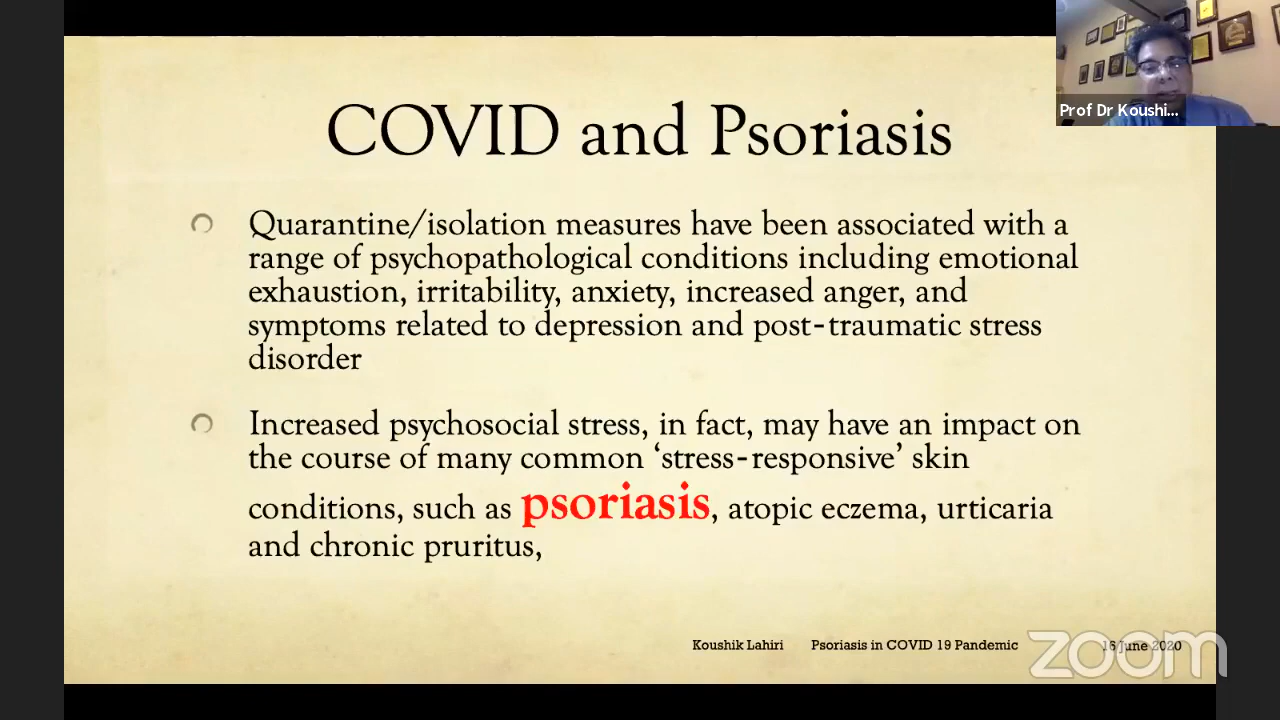 Prof Dr Koushi...
COVID and Psoriasis
Quarantine/isolation measures have been associated with a
range of psychopathological conditions including emotional
exhaustion, irritability, anxiety, increased anger, and
symptoms related to depression and post-traumatic stress
disorder
Increased psychosocial stress, in fact, may have an impact on
the course of many common ‘stress-responsive’ skin
conditions, such as psoriasis, atopic eczema, urticaria
and chronic pruritus,
Koushik Lahiri Psoriasis in COVID 19 Pandemic 16 June 2020
zoom